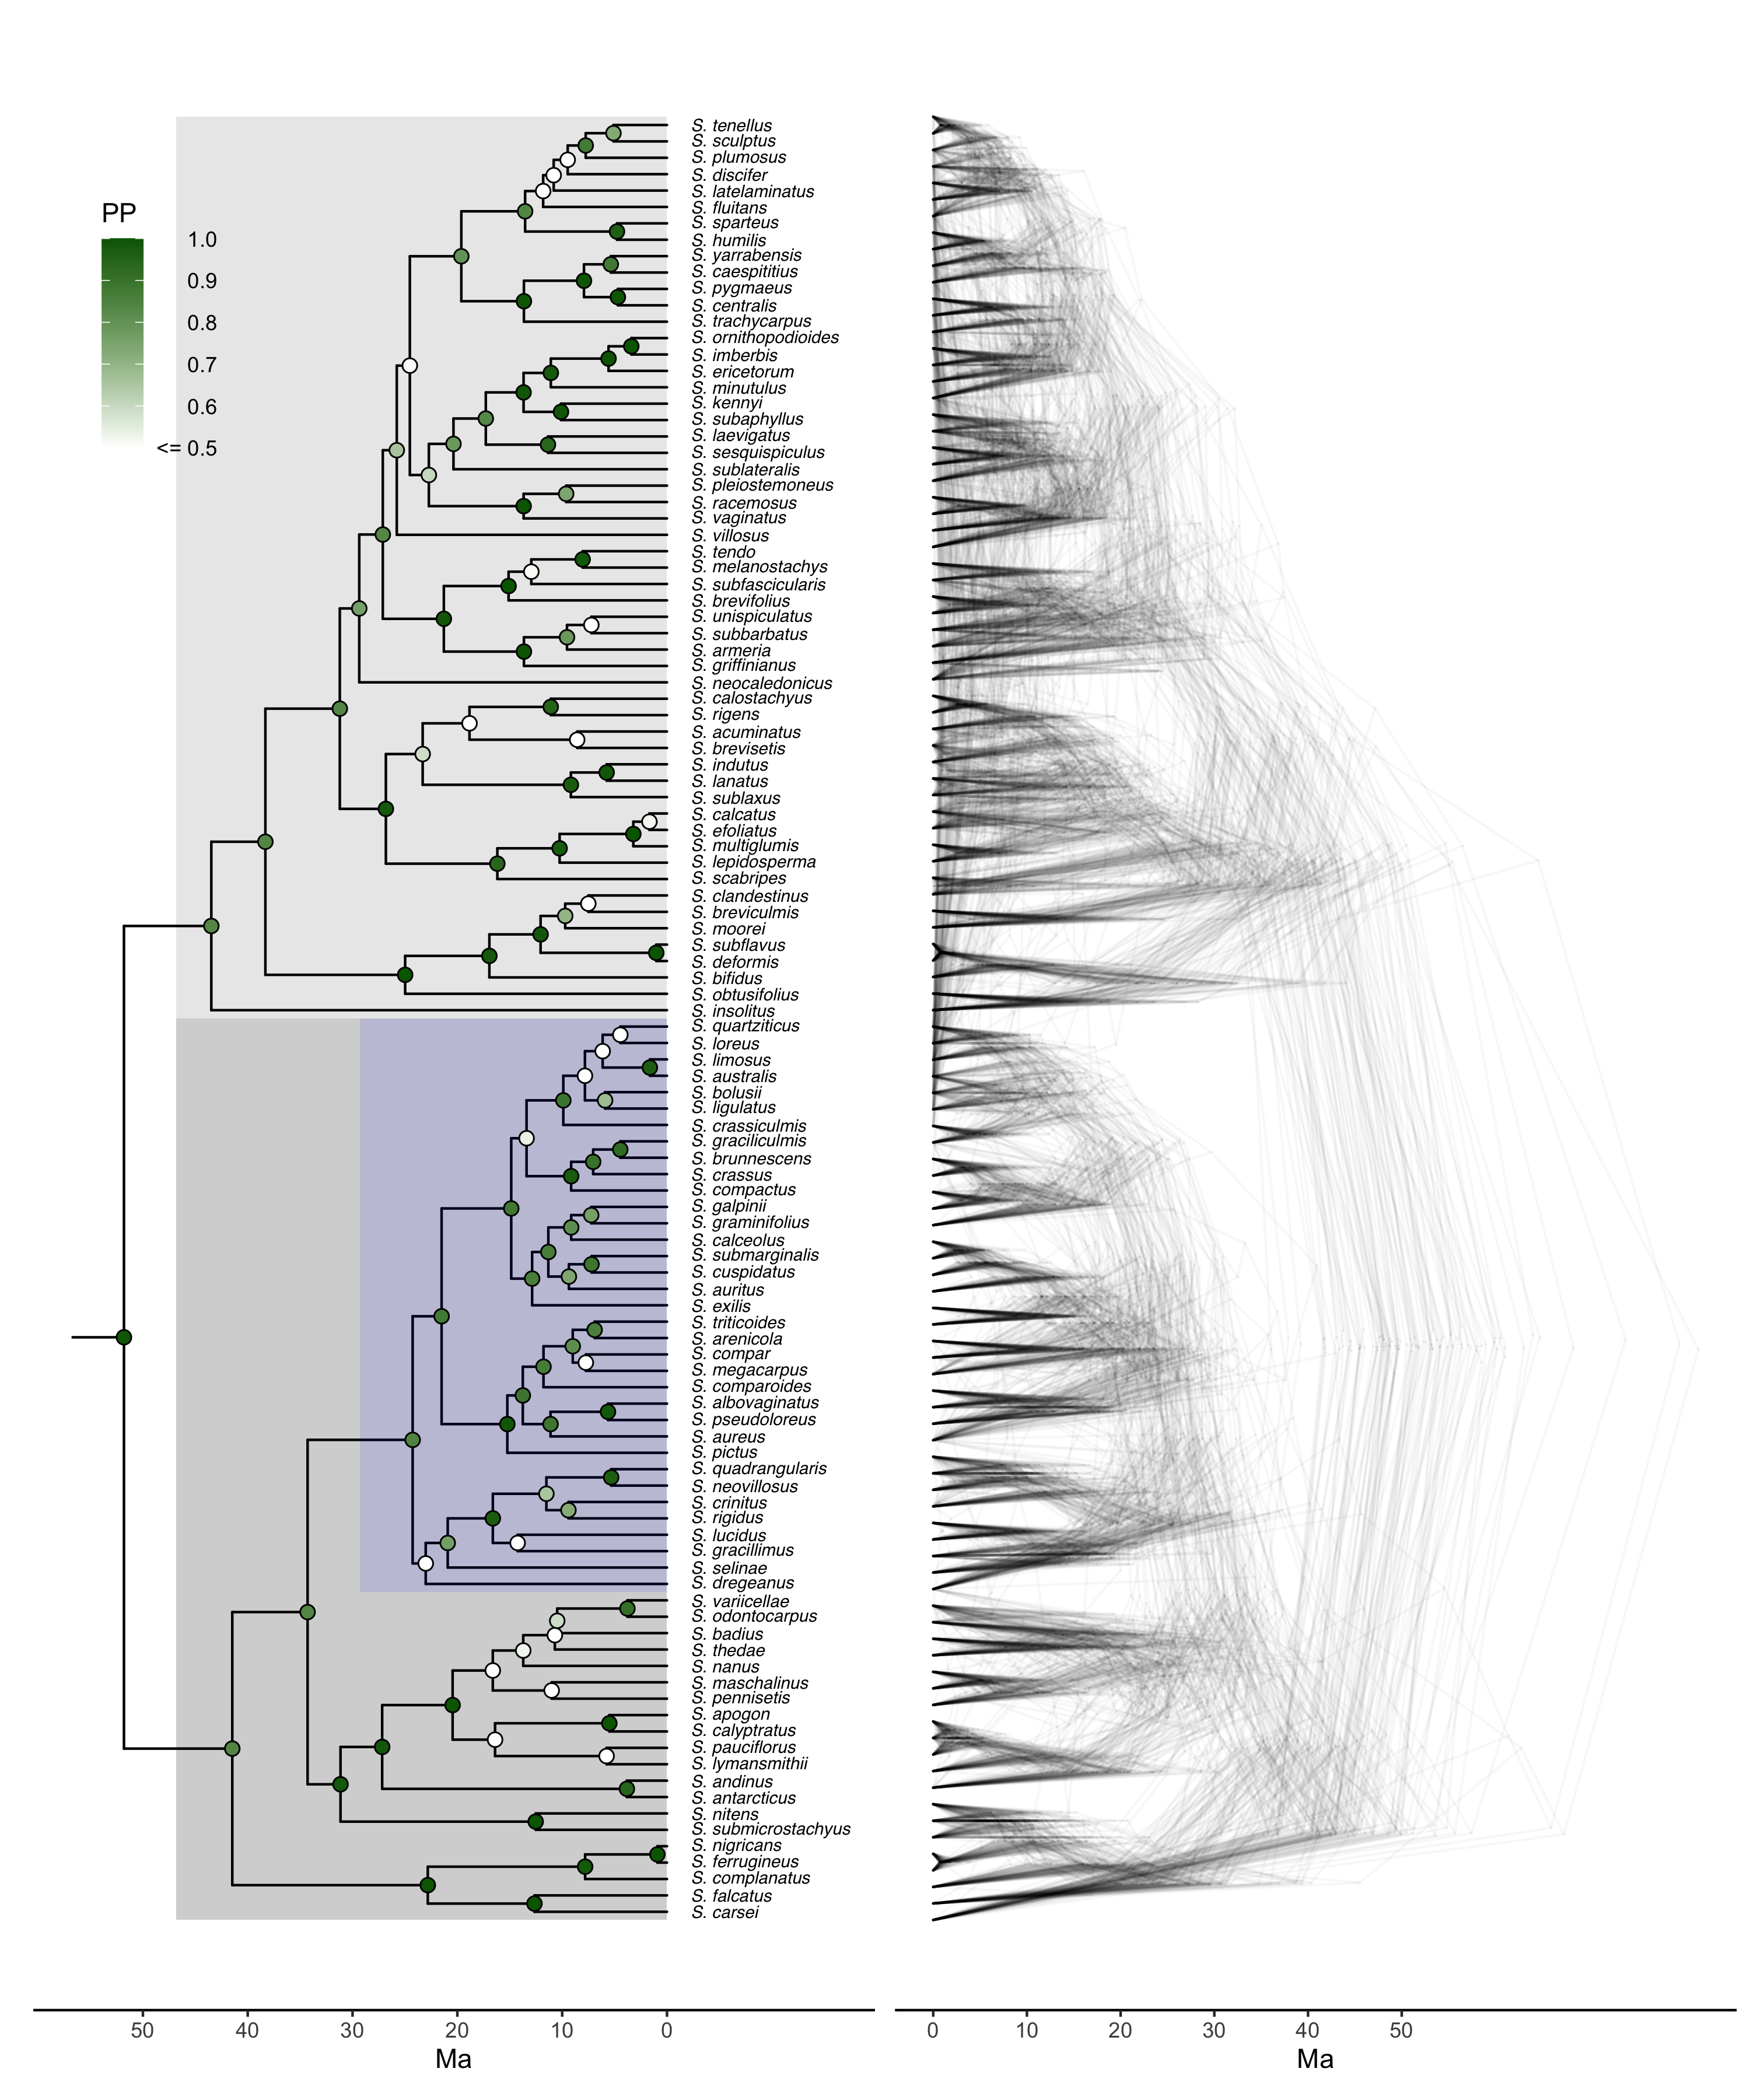 PP
1.0
0.9
0.8
0.7
0.6
<= 0.5
S. tenellus
S. sculptus
S. plumosus
S. discifer
S. latelaminatus
S. fluitans
S. sparteus
S. humilis
S. yarrabensis
S. caespititius
S. pygmaeus
S. centralis
S. trachycarpus
S. ornithopodioides
S. imberbis
S. ericetorum
S. minutulus
S. kennyi
S. subaphyllus
S. laevigatus
S. sesquispiculus
S. sublateralis
S. pleiostemoneus
S. racemosus
S. vaginatus
S. villosus
S. tendo
S. melanostachys
S. subfascicularis
S. brevifolius
S. unispiculatus
S. subbarbatus
S. armeria
S. griffinianus
S. neocaledonicus
S. calostachyus
S. rigens
S. acuminatus
S. brevisetis
S. indutus
S. lanatus
S. sublaxus
S. calcatus
S. efoliatus
S. multiglumis
S. lepidosperma
S. scabripes
S. clandestinus
S. breviculmis
S. moorei
S. subflavus
S. deformis
S. bifidus
S. obtusifolius
S. insolitus
S. quartziticus
S. loreus
S. limosus
S. australis
S. bolusii
S. ligulatus
S. crassiculmis
S. graciliculmis
S. brunnescens
S. crassus
S. compactus
S. galpinii
S. graminifolius
S. calceolus
S. submarginalis
S. cuspidatus
S. auritus
S. exilis
S. triticoides
S. arenicola
S. compar
S. megacarpus
S. comparoides
S. albovaginatus
S. pseudoloreus
S. aureus
S. pictus
S. quadrangularis
S. neovillosus
S. crinitus
S. rigidus
S. lucidus
S. gracillimus
S. selinae
S. dregeanus
S. variicellae
S. odontocarpus
S. badius
S. thedae
S. nanus
S. maschalinus
S. pennisetis
S. apogon
S. calyptratus
S. pauciflorus
S. lymansmithii
S. andinus
S. antarcticus
S. nitens
S. submicrostachyus
S. nigricans
S. ferrugineus
S. complanatus
S. falcatus
S. carsei
50 40 30 20 10 0
Ma
0 10 20 30 40 50
Ma